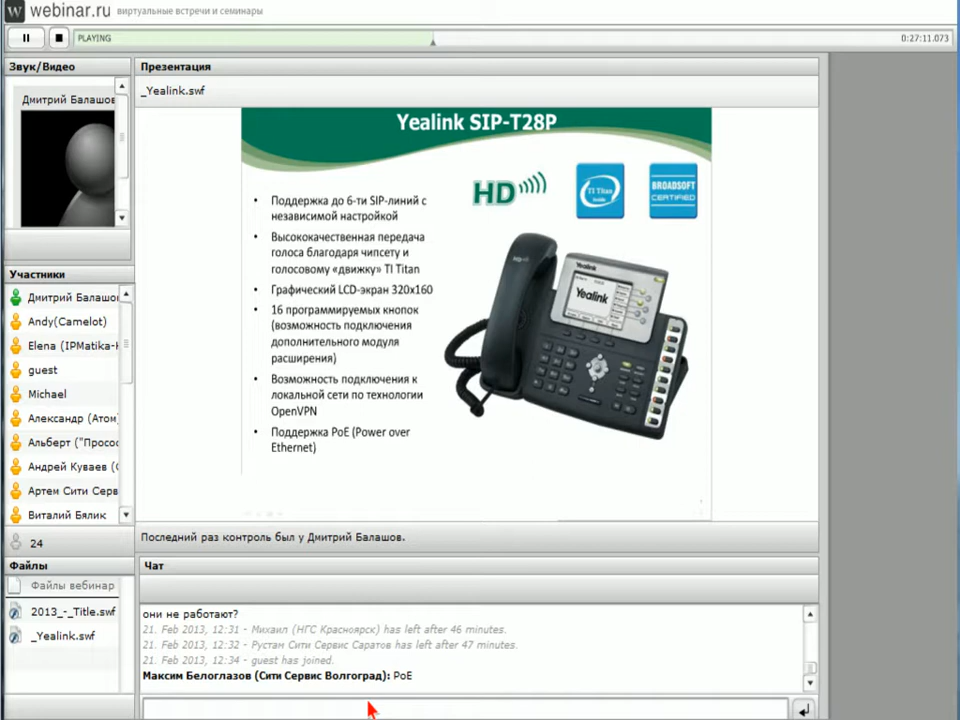 webinar.ru виртуальные встречи и семинары
PLAYING
0:27:11.073
Звук/Видео
Дмитрий Балашов
Участники
Дмитрий Балашо
Andy(Camelot)
Elena (IPMatika-
guest
Michael
Александр (Атом
Альберт ("Просо
Андрей Куваев (
Артем Сити Серв
Виталий Бялик
24
Файлы
Файлы вебинар
2013_-_Title.swf
_Yealink.swf
Презентация
_Yealink.swf
Yealink SIP-T28P
HD
TI Titan
Inside
BROADSOFT
CERTIFIED
• Поддержка до 6-ти SIP-линий с
независимой настройкой
• Высококачественная передача
голоса благодаря чипсету и
голосовому «движку» TI Titan
• Графический LCD-экран 320x160
• 16 программируемых кнопок
(возможность подключения
дополнительного модуля
расширения)
• Возможность подключения к
локальной сети по технологии
OpenVPN
• Поддержка PoE (Power over
Ethernet)
Yealink
Yealink
Последний раз контроль был у Дмитрий Балашов.
Чат
они не работают?
21. Feb 2013, 12:31 - Михаил (НГС Красноярск) has left after 46 minutes.
21. Feb 2013, 12:32 - Рустам Сити Сервис Саратов has left after 47 minutes.
21. Feb 2013, 12:34 - guest has joined.
Максим Белоглазов (Сити Сервис Волгоград): PoE